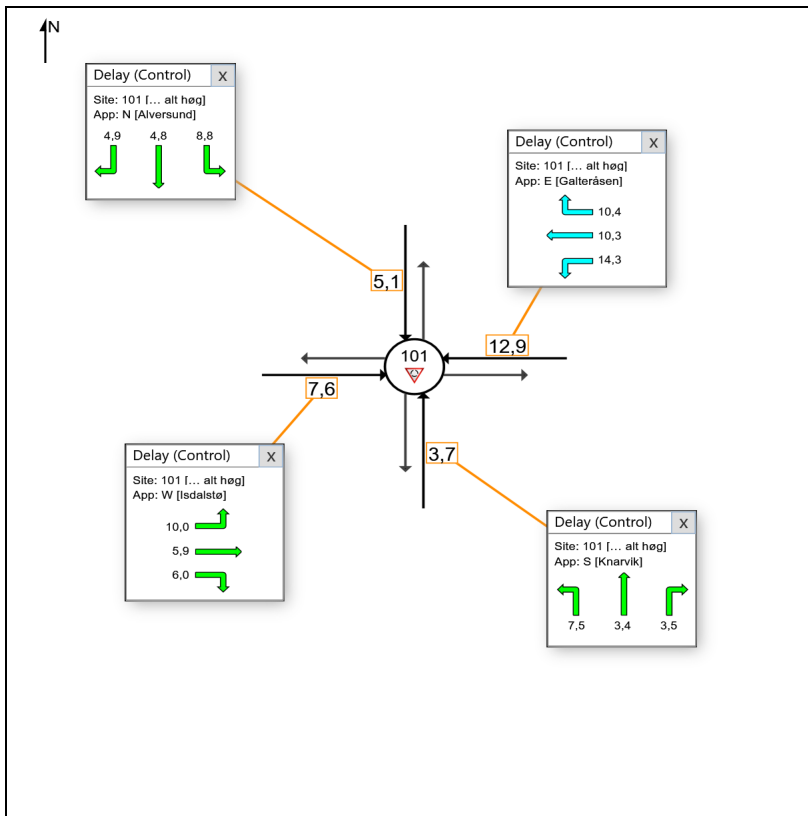 N
Delay (Control) X
Site: 101 [... alt høg]
App: N [Alversund]
4,9 4,8 8,8
Delay (Control) X
Site: 101 [... alt høg]
App: E [Galteråsen]
10,4
10,3
14,3
5,1
101
12,9
7,6
3,7
Delay (Control) X
Site: 101 [... alt høg]
App: W [Isdalstø]
10,0
5,9
6,0
Delay (Control) X
Site: 101 [... alt høg]
App: S [Knarvik]
7,5 3,4 3,5